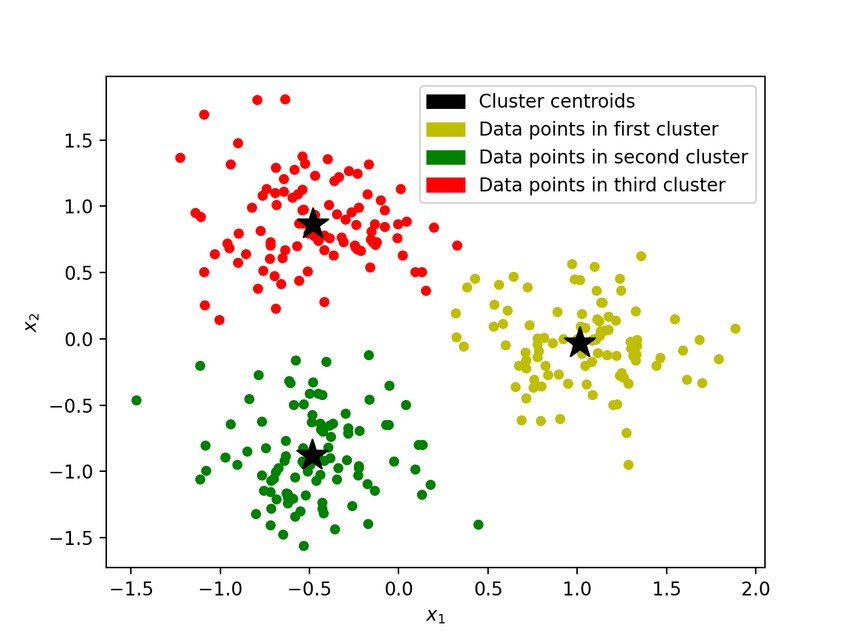 Cluster centroids
Data points in first cluster
Data points in second cluster
Data points in third cluster
1.5
1.0
0.5
0.0
−0.5
−1.0
−1.5
x₂
−1.5 −1.0 −0.5 0.0 0.5 1.0 1.5 2.0
x₁